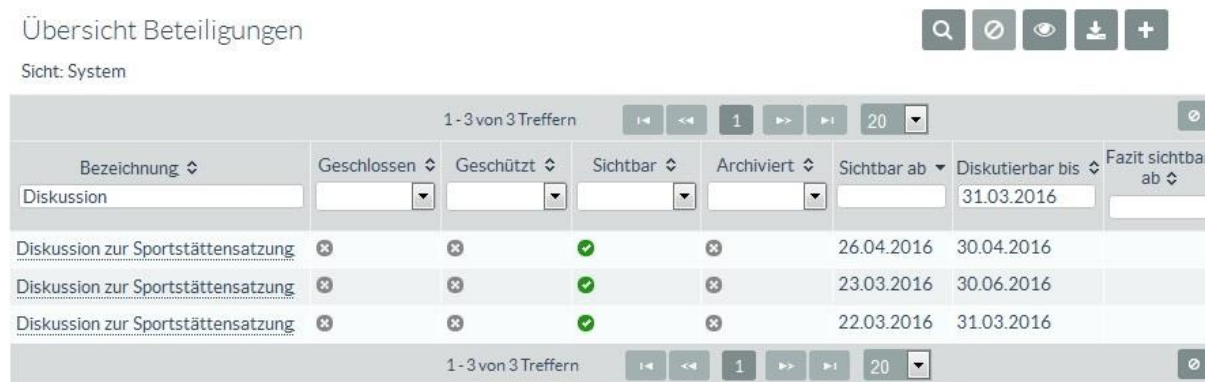 Übersicht Beteiligungen
Sicht: System
1 - 3 von 3 Treffern 1 20
Bezeichnung Geschlossen Geschützt Sichtbar Archiviert Sichtbar ab Diskutierbar bis Fazit sichtbar
ab
Diskussion 31.03.2016
Diskussion zur Sportstättensatzung 26.04.2016 30.04.2016
Diskussion zur Sportstättensatzung 23.03.2016 30.06.2016
Diskussion zur Sportstättensatzung 22.03.2016 31.03.2016
1 - 3 von 3 Treffern 1 20